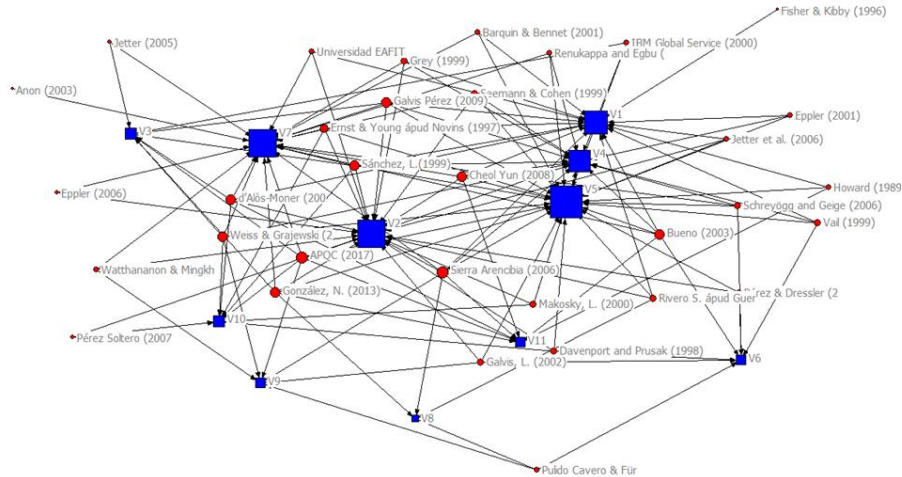 Fisher & Kibby (1996)
Barquin & Bennet (2001)
Jetter (2005)
IBM Global Service (2000)
Universidad EAFIT
Renukappa and Egbu (
Grey (1999)
Anon (2003)
Seemann & Cohen (1999)
Galvis Pérez (2009)
Eppler (2001)
V1
Ernst & Young ápud Novins (1997)
V3
V7
Jetter et al. (2006)
V4
Sánchez, L. (1999)
Cheol Yun (2008)
V5
Howard (1989
Eppler (2006)
d'Alòs-Moner (200
Schreyögg and Geige (2006)
Vail (1999)
V2
Weiss & Grajewski (2
Bueno (2003)
APQC (2017)
Watthananon & Mingkh
Sierra Arencibia (2006)
González, N. (2013)
Pérez & Dressler (2
Rivero S. ápud Guer
Makosky, L. (2000)
V10
Pérez Soltero (2007
V11
Davenport and Prusak (1998)
V6
Galvis, L. (2002)
V9
V8
Pulido Cavero & Für